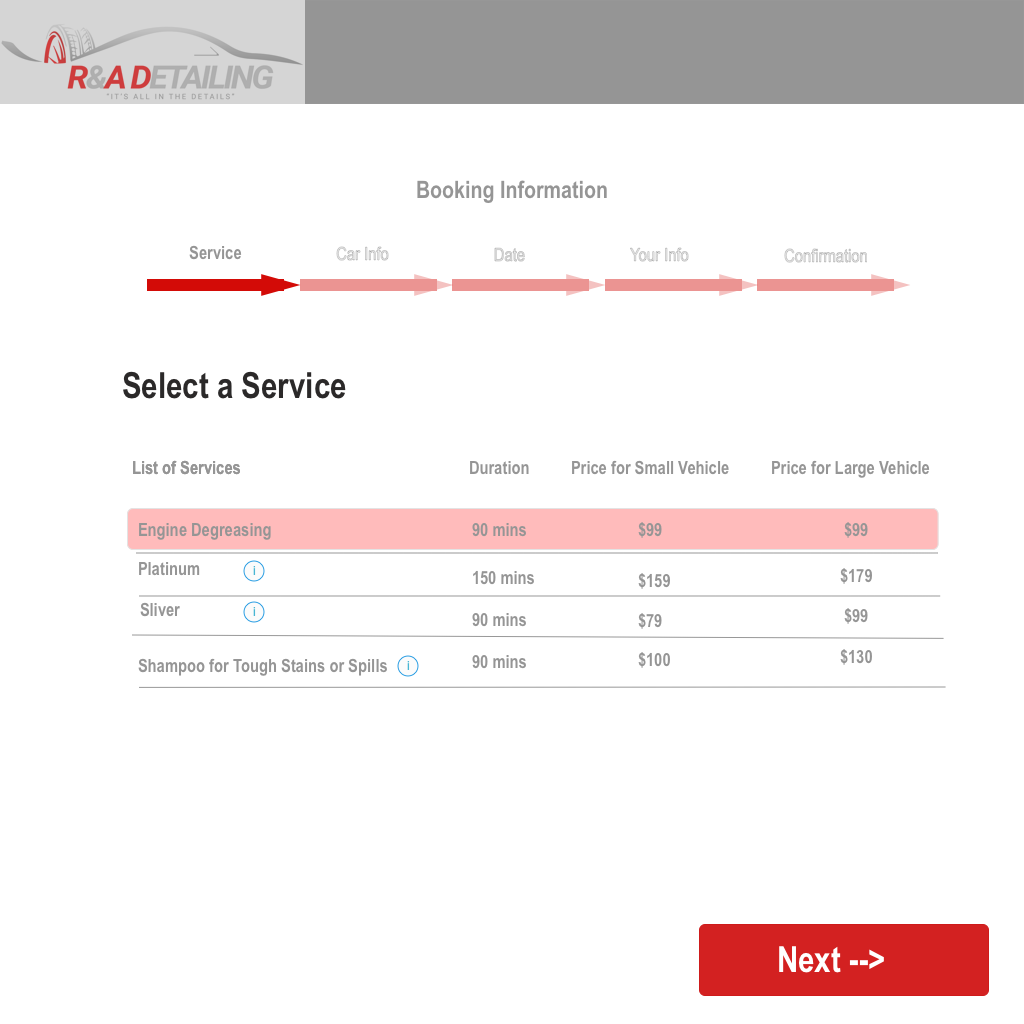 R&A DETAILING
"IT'S ALL IN THE DETAILS"
Booking Information
Service Car Info Date Your Info Confirmation
Select a Service
List of Services Duration Price for Small Vehicle Price for Large Vehicle
Engine Degreasing 90 mins $99 $99
Platinum i 150 mins $159 $179
Sliver i 90 mins $79 $99
Shampoo for Tough Stains or Spills i 90 mins $100 $130
Next -->